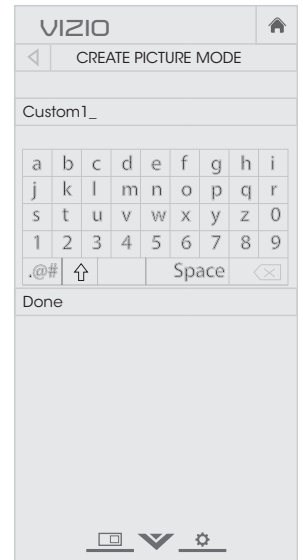 VIZIO
CREATE PICTURE MODE
Custom1_
a b c d e f g h i
j k l m n o p q r
s t u v w x y z 0
1 2 3 4 5 6 7 8 9
.@# Space
Done